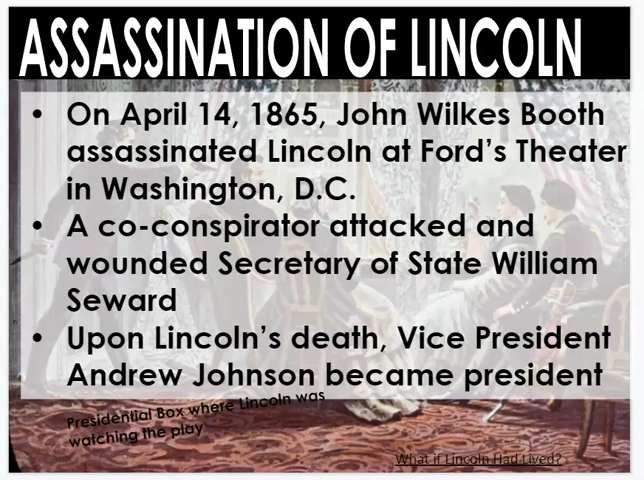 ASSASSINATION OF LINCOLN
• On April 14, 1865, John Wilkes Booth
assassinated Lincoln at Ford's Theater
in Washington, D.C.
• A co-conspirator attacked and
wounded Secretary of State William
Seward
• Upon Lincoln's death, Vice President
Andrew Johnson became president
Presidential Box where Lincoln was
watching the play
What if Lincoln Had Lived?